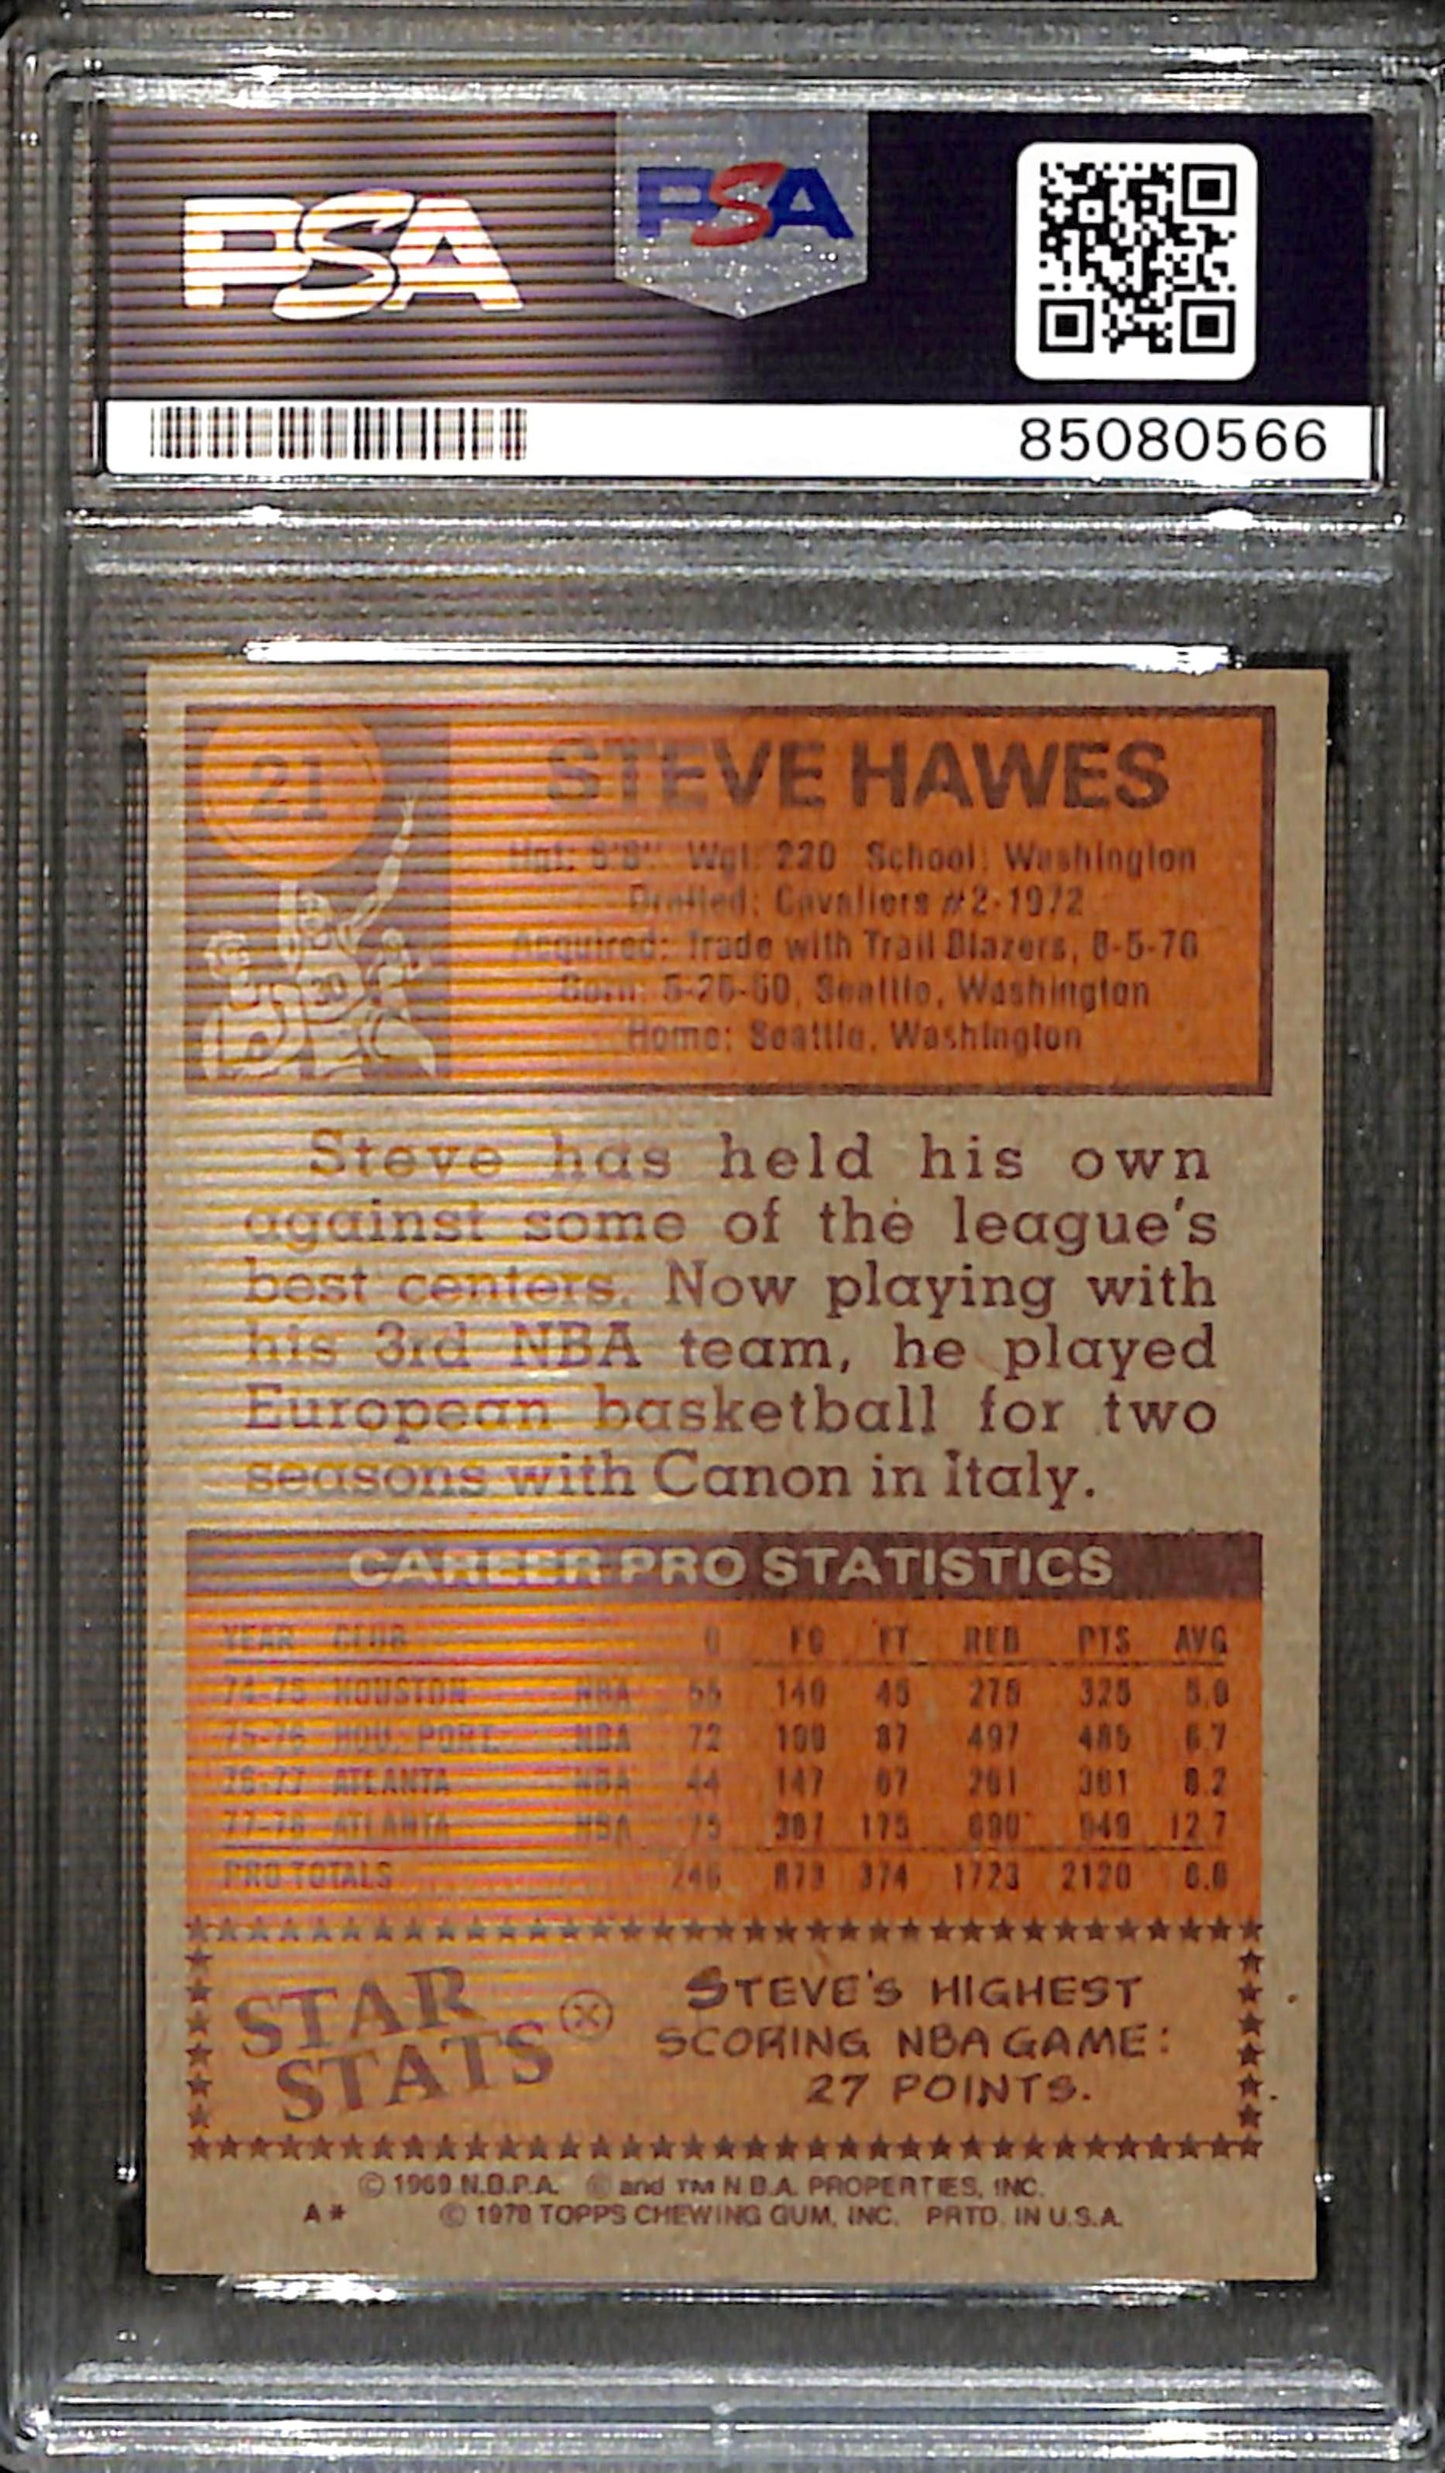 PSA
PSA
85080566
21
STEVE HAWES
Hgt: 6'9" Wgt: 220 School: Washington
Drafted: Cavaliers #2-1972
Acquired: Trade with Trail Blazers, 8-5-76
Born: 5-26-50, Seattle, Washington
Home: Seattle, Washington
Steve has held his own
against some of the league's
best centers. Now playing with
his 3rd NBA team, he played
European basketball for two
seasons with Canon in Italy.
CAREER PRO STATISTICS
YEAR CLUB G FG FT REB PTS AVG
74-75 HOUSTON NBA 55 140 45 275 325 5.9
75-76 HOU. PORT. NBA 72 199 87 497 485 6.7
76-77 ATLANTA NBA 44 147 67 261 361 8.2
77-78 ATLANTA NBA 75 387 175 690 949 12.7
PRO TOTALS 246 873 374 1723 2120 8.6
STAR
STATS
STEVE'S HIGHEST
SCORING NBA GAME:
27 POINTS.
© 1969 N.B.P.A. © and TM N.B.A. PROPERTIES, INC.
A* © 1978 TOPPS CHEWING GUM, INC. PRTD. IN U.S.A.